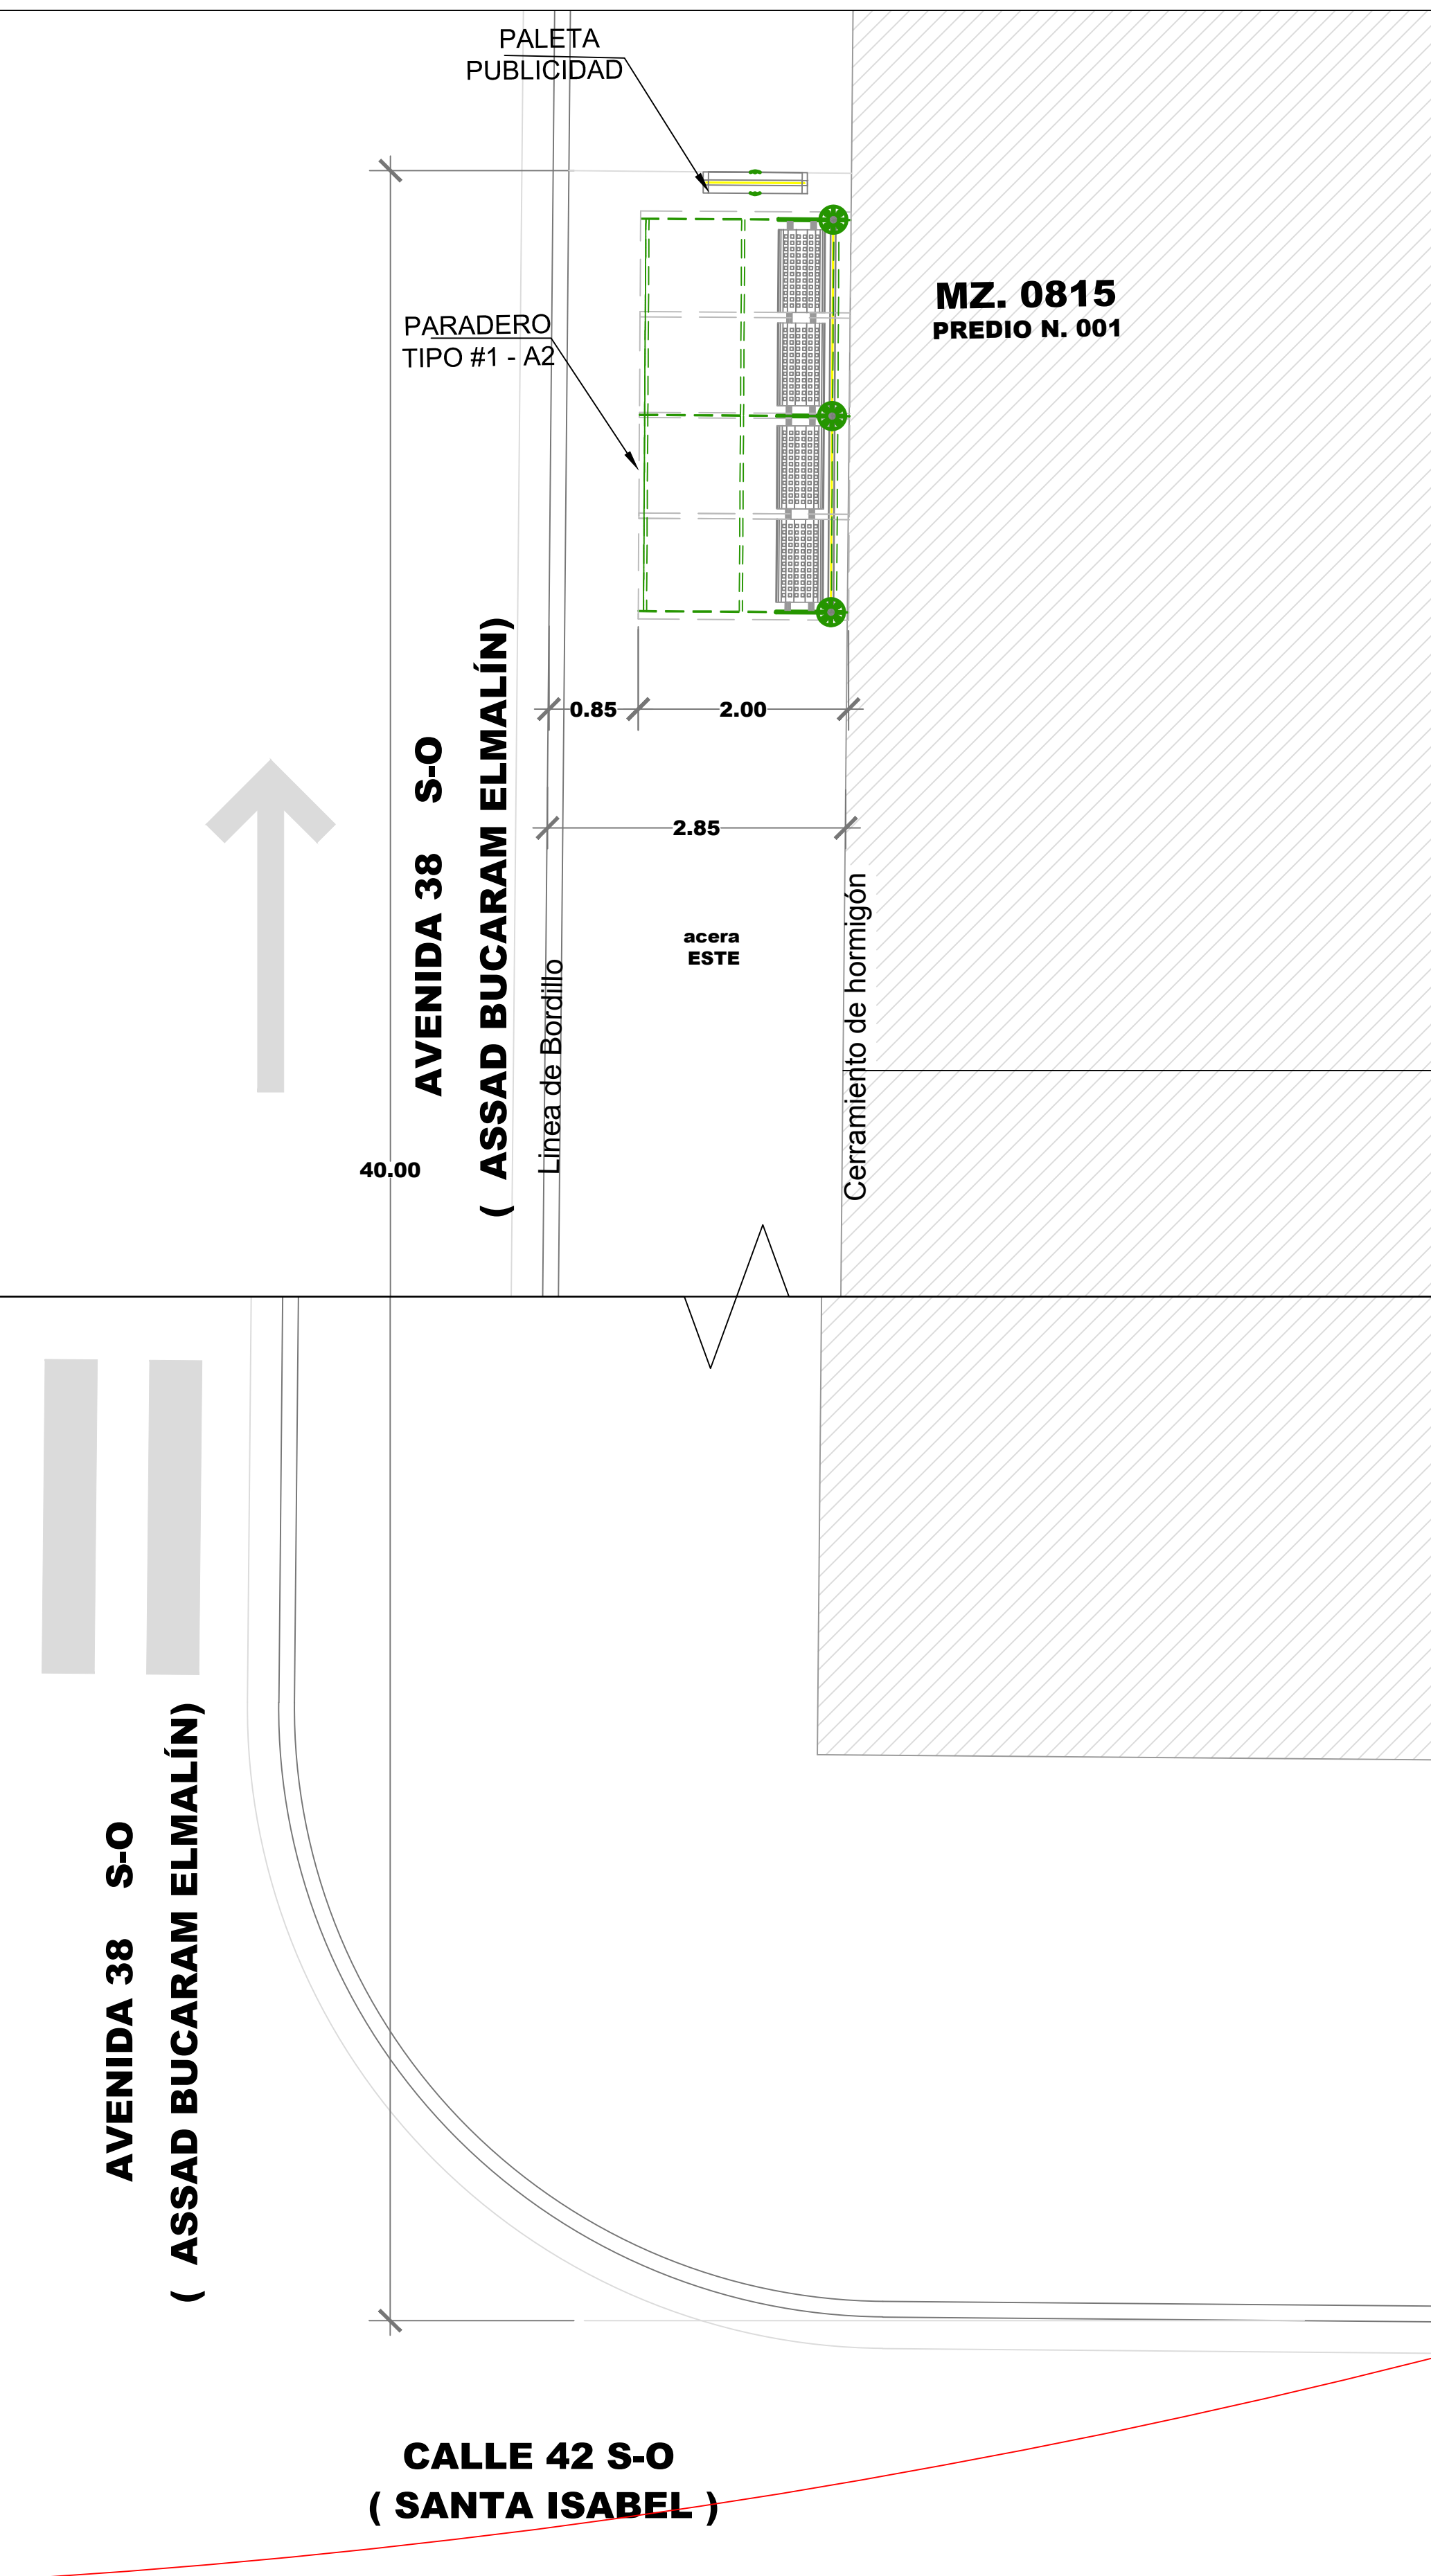 PALETA
PUBLICIDAD
MZ. 0815
PREDIO N. 001
PARADERO
TIPO #1 - A2
0.85
2.00
2.85
AVENIDA 38 S-O
( ASSAD BUCARAM ELMALÍN)
Linea de Bordillo
acera
ESTE
Cerramiento de hormigón
40.00
AVENIDA 38 S-O
( ASSAD BUCARAM ELMALÍN)
CALLE 42 S-O
( SANTA ISABEL )